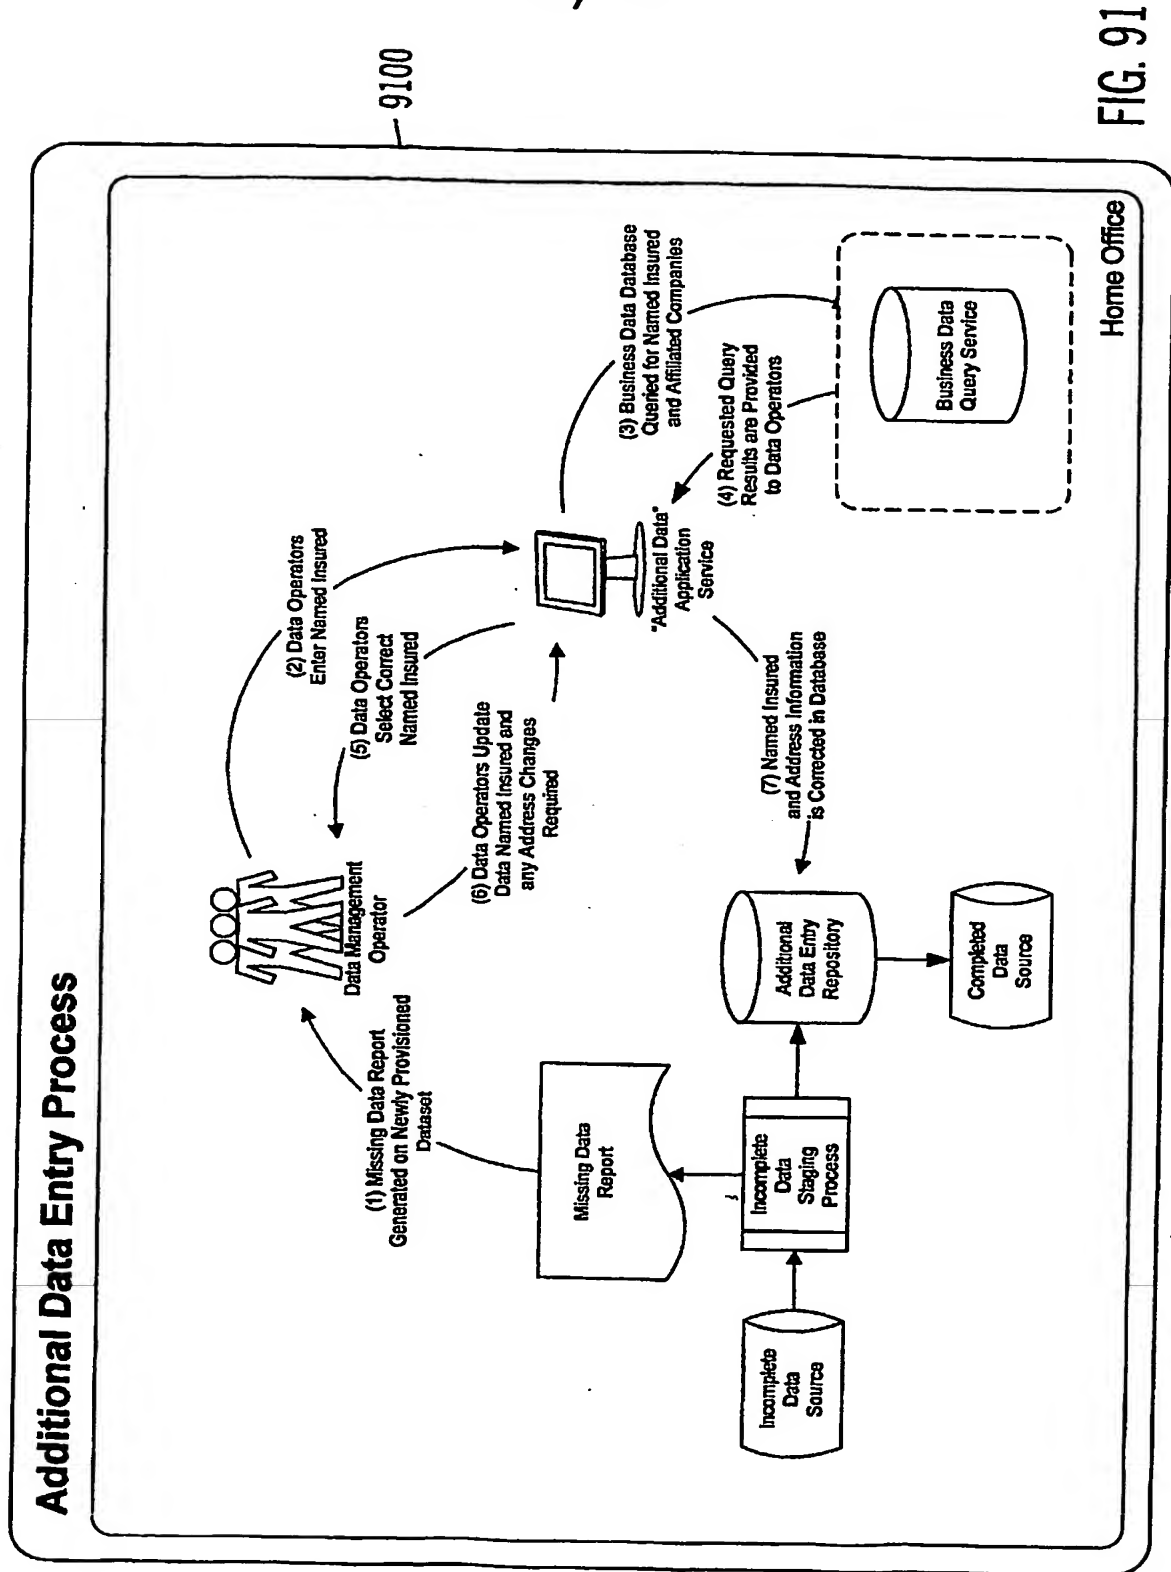 Additional Data Entry Process
9100
(1) Missing Data Report
Generated on Newly Provisioned
Dataset
Data Management
Operator
(2) Data Operators
Enter Named Insured
(5) Data Operators
Select Correct
Named Insured
(6) Data Operators Update
Data Named Insured and
any Address Changes
Required
(3) Business Data Database
Queried for Named Insured
and Affiliated Companies
(4) Requested Query
Results are Provided
to Data Operators
"Additional Data"
Application
Service
(7) Named Insured
and Address Information
is Corrected in Database
Missing Data
Report
Incomplete
Data
Source
Incomplete
Data
Staging
Process
Additional
Data Entry
Repository
Completed
Data
Source
Business Data
Query Service
Home Office
FIG. 91